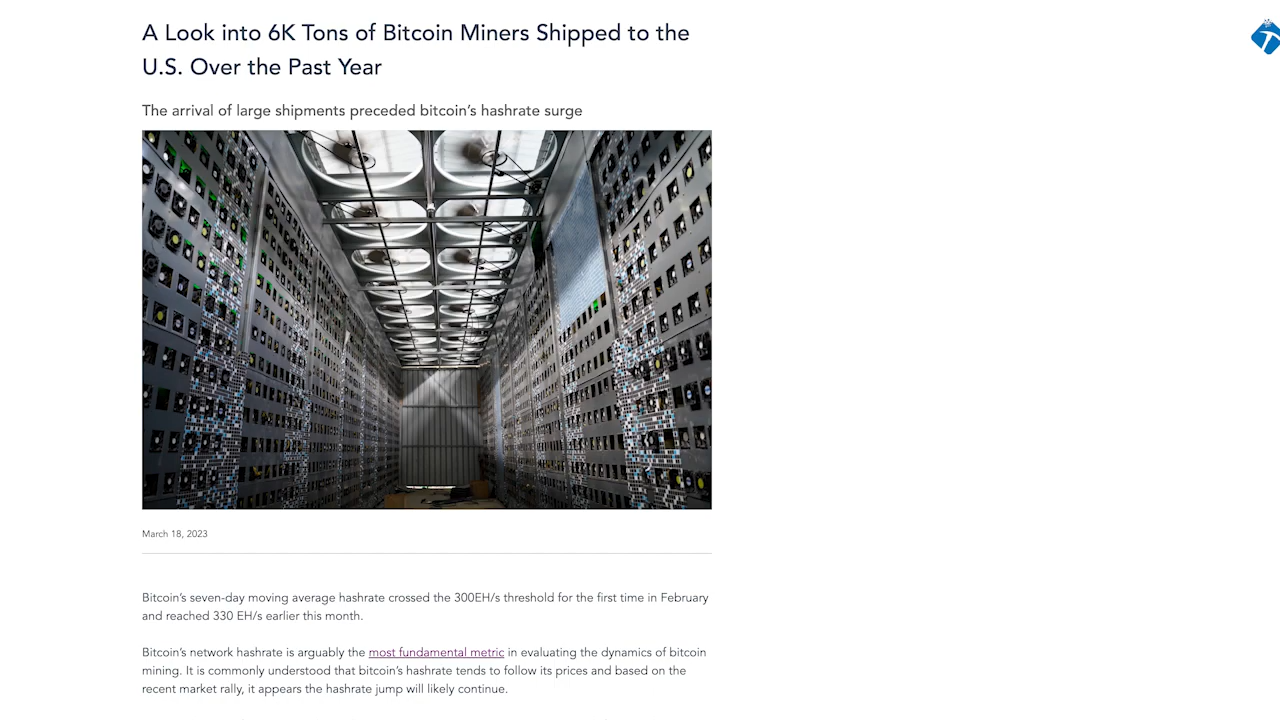 A Look into 6K Tons of Bitcoin Miners Shipped to the
U.S. Over the Past Year
The arrival of large shipments preceded bitcoin’s hashrate surge
March 18, 2023
Bitcoin’s seven-day moving average hashrate crossed the 300EH/s threshold for the first time in February
and reached 330 EH/s earlier this month.
Bitcoin’s network hashrate is arguably the most fundamental metric in evaluating the dynamics of bitcoin
mining. It is commonly understood that bitcoin’s hashrate tends to follow its prices and based on the
recent market rally, it appears the hashrate jump will likely continue.